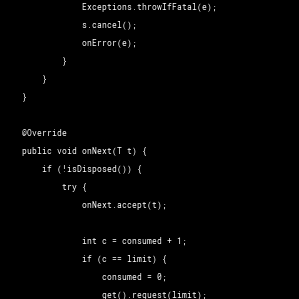 Exceptions.throwIfFatal(e);
s.cancel();
onError(e);
}
}
}
@Override
public void onNext(T t) {
if (!isDisposed()) {
try {
onNext.accept(t);
int c = consumed + 1;
if (c == limit) {
consumed = 0;
get().request(limit);